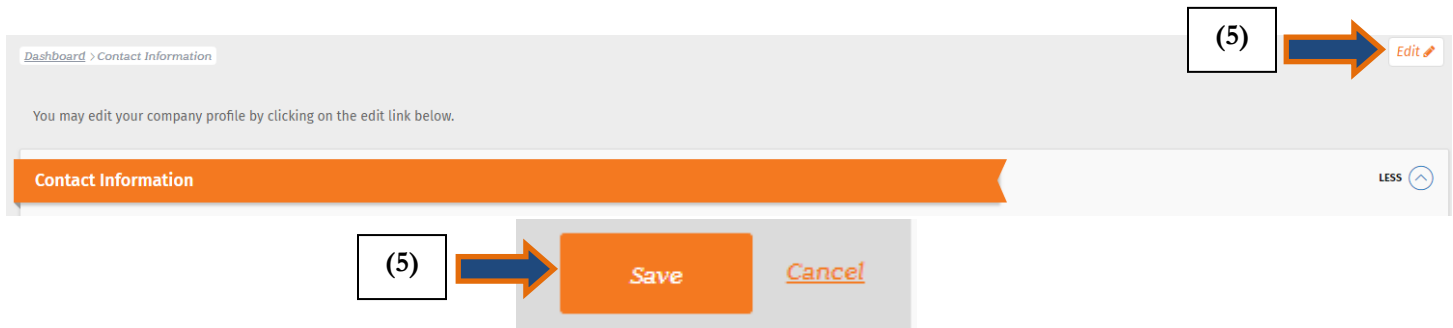 (5)
Dashboard > Contact Information
Edit
You may edit your company profile by clicking on the edit link below.
Contact Information
LESS
(5)
Save
Cancel